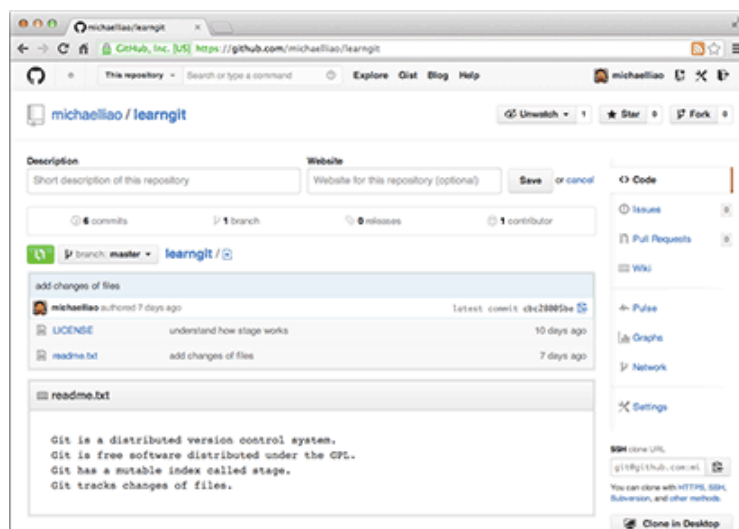 michaelliao/learngit
GitHub, Inc. [US] https://github.com/michaelliao/learngit
This repository Search or type a command Explore Gist Blog Help michaelliao
michaelliao / learngit Unwatch 1 Star 0 Fork 0
Description Website
Short description of this repository Website for this repository (optional) Save or cancel
6 commits 1 branch 0 releases 1 contributor
branch: master learngit /
add changes of files
michaelliao authored 7 days ago latest commit
LICENSE understand how stage works 10 days ago
readme.txt add changes of files 7 days ago
readme.txt
Git is a distributed version control system.
Git is free software distributed under the GPL.
Git has a mutable index called stage.
Git tracks changes of files.
Code
Issues 0
Pull Requests 0
Wiki
Pulse
Graphs
Network
Settings
SSH clone URL
git@github.com:mi
You can clone with HTTPS, SSH,
Subversion, and other methods.
Clone in Desktop